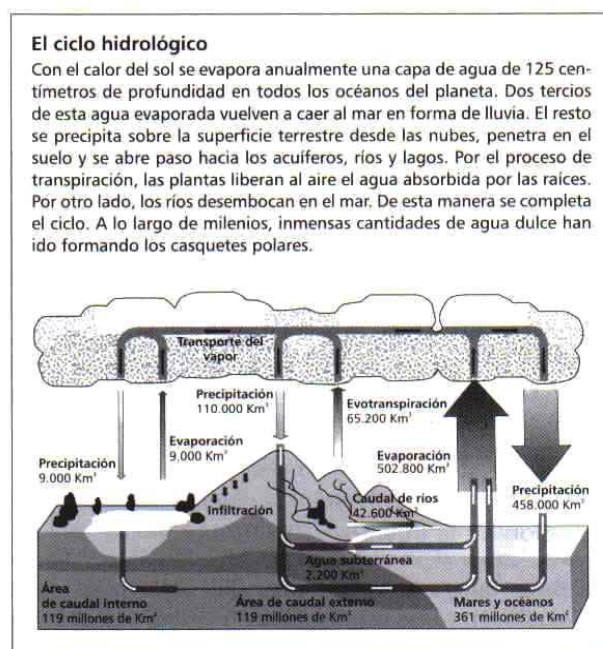 El ciclo hidrológico
Con el calor del sol se evapora anualmente una capa de agua de 125 cen-
tímetros de profundidad en todos los océanos del planeta. Dos tercios
de esta agua evaporada vuelven a caer al mar en forma de lluvia. El resto
se precipita sobre la superficie terrestre desde las nubes, penetra en el
suelo y se abre paso hacia los acuíferos, ríos y lagos. Por el proceso de
transpiración, las plantas liberan al aire el agua absorbida por las raíces.
Por otro lado, los ríos desembocan en el mar. De esta manera se completa
el ciclo. A lo largo de milenios, inmensas cantidades de agua dulce han
ido formando los casquetes polares.
Transporte del
vapor
Precipitación
110.000 Km³
Evotranspiración
65.200 Km³
Evaporación
9,000 Km³
Evaporación
502.800 Km³
Precipitación
9.000 Km³
Precipitación
458.000 Km³
Infiltración
Caudal de ríos
42.600 Km³
Agua subterránea
2.200 Km³
Área
de caudal interno
119 millones de Km²
Área de caudal externo
119 millones de Km²
Mares y océanos
361 millones de Km²